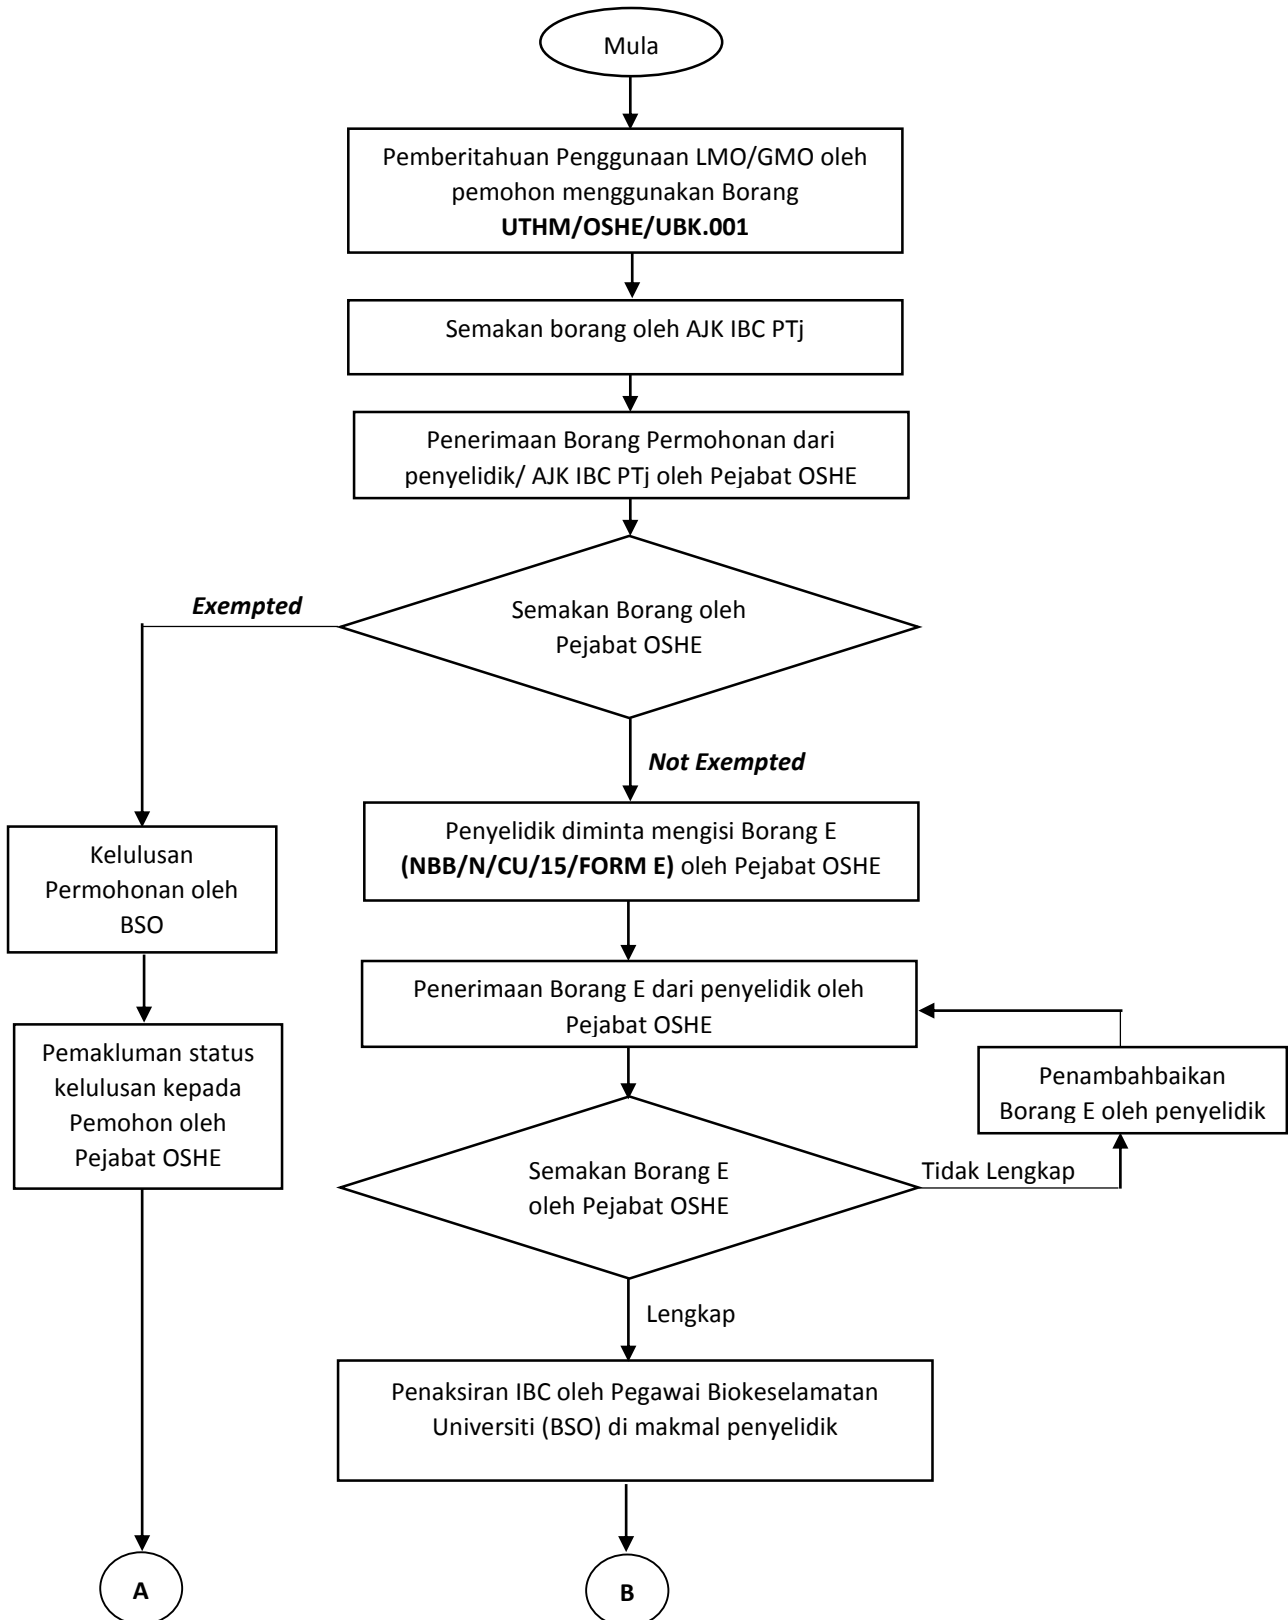 Mula
Pemberitahuan Penggunaan LMO/GMO oleh
pemohon menggunakan Borang
UTHM/OSHE/UBK.001
Semakan borang oleh AJK IBC PTj
Penerimaan Borang Permohonan dari
penyelidik/ AJK IBC PTj oleh Pejabat OSHE
Semakan Borang oleh
Pejabat OSHE
Exempted
Not Exempted
Kelulusan
Permohonan oleh
BSO
Pemakluman status
kelulusan kepada
Pemohon oleh
Pejabat OSHE
A
Penyelidik diminta mengisi Borang E
(NBB/N/CU/15/FORM E) oleh Pejabat OSHE
Penerimaan Borang E dari penyelidik oleh
Pejabat OSHE
Semakan Borang E
oleh Pejabat OSHE
Tidak Lengkap
Penambahbaikan
Borang E oleh penyelidik
Lengkap
Penaksiran IBC oleh Pegawai Biokeselamatan
Universiti (BSO) di makmal penyelidik
B